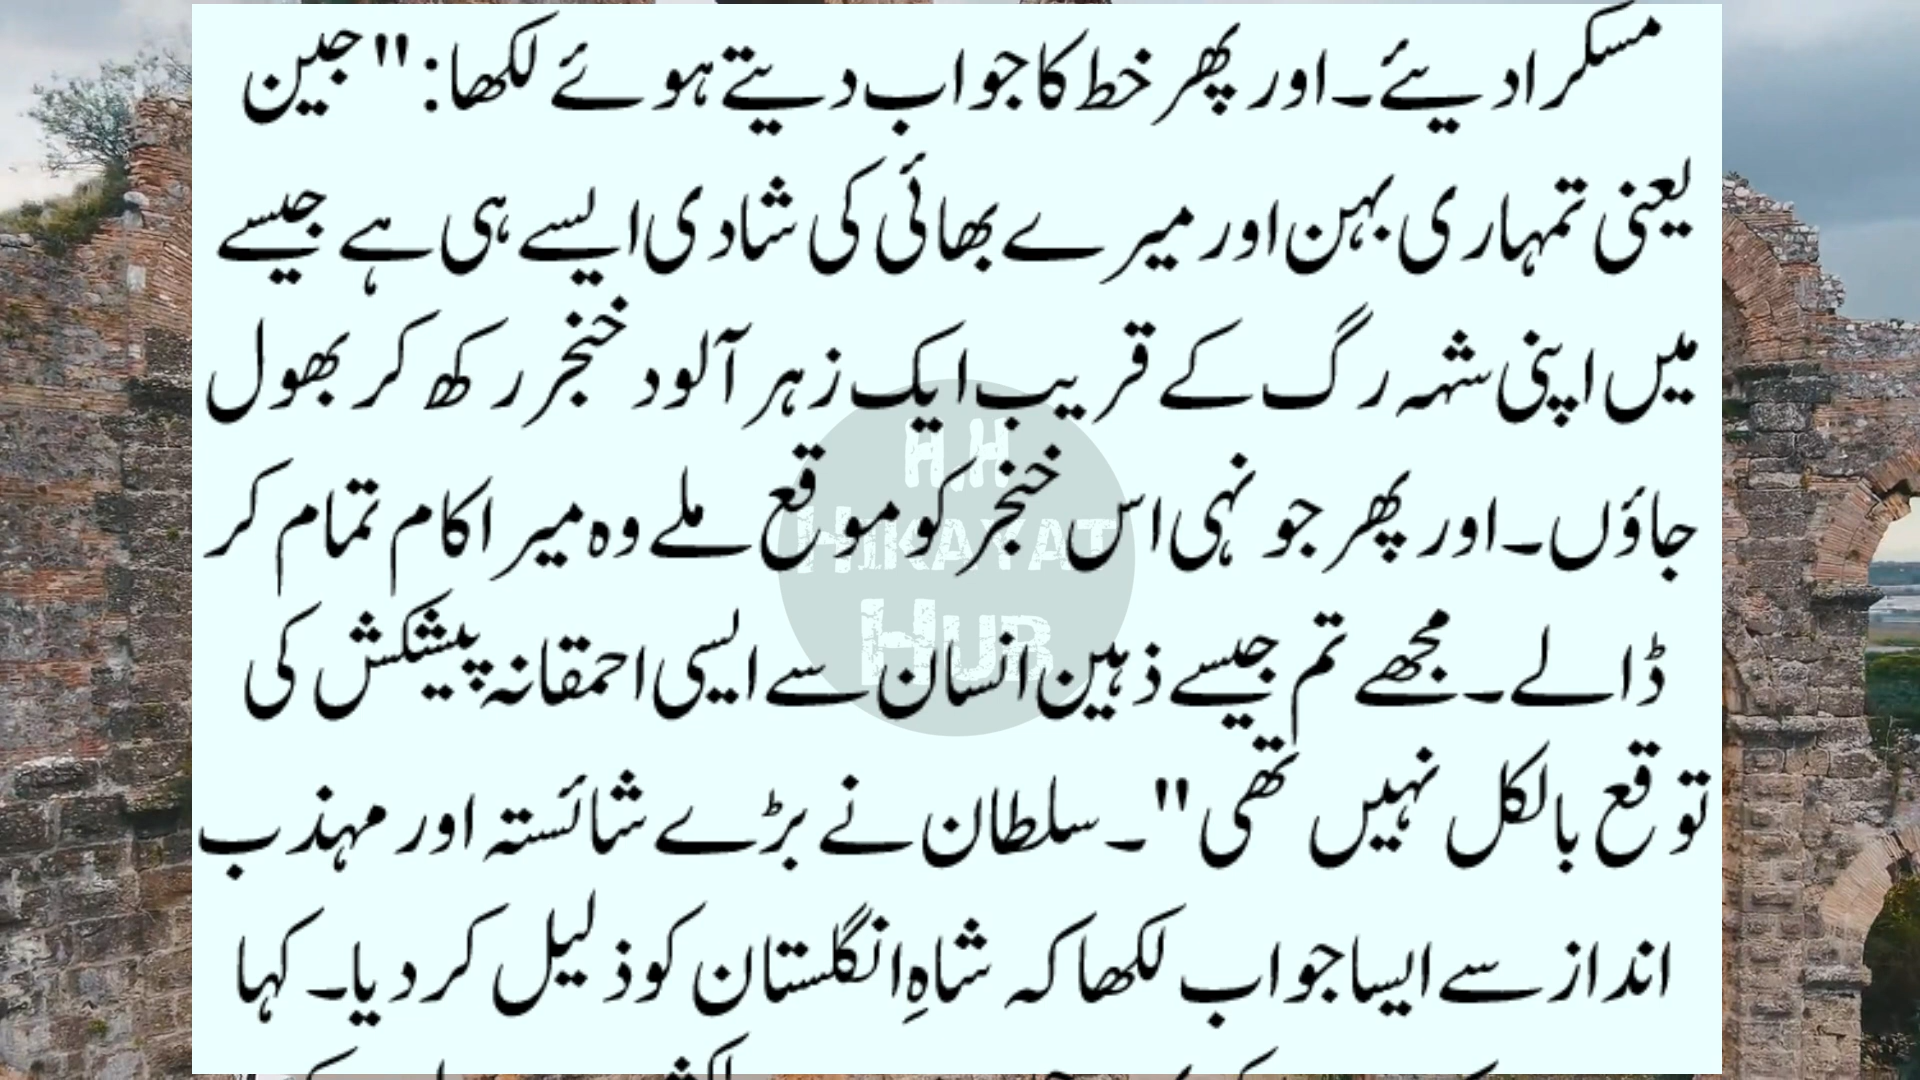 مسکرا دیئے۔ اور پھر خط کا جواب دیتے ہوئے لکھا: "جین
یعنی تمہاری بہن اور میرے بھائی کی شادی ایسے ہی ہے جیسے
میں اپنی شہہ رگ کے قریب ایک زہر آلود خنجر رکھ کر بھول
جاؤں۔ اور پھر جونہی اس خنجر کو موقع ملے وہ میرا کام تمام کر
ڈالے۔ مجھے تم جیسے ذہین انسان سے ایسی احمقانہ پیشکش کی
توقع بالکل نہیں تھی"۔ سلطان نے بڑے شائستہ اور مہذب
انداز سے ایسا جواب لکھا کہ شاہِ انگلستان کو ذلیل کر دیا۔ کہا
H H
HIKAYAT
HUB